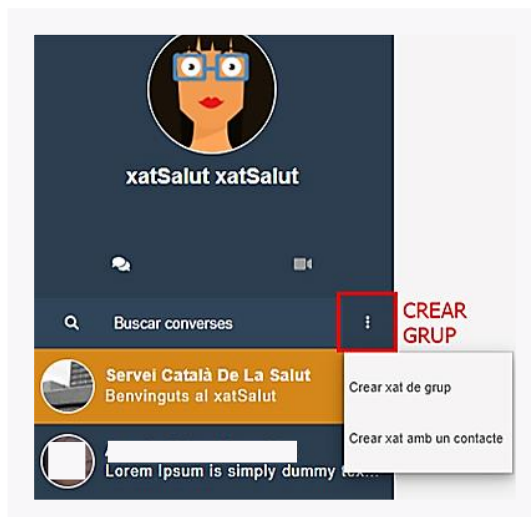 xatSalut xatSalut
Buscar converses
CREAR
GRUP
Servei Català De La Salut
Benvinguts al xatSalut
Crear xat de grup
Crear xat amb un contacte
Lorem Ipsum is simply dummy tex...